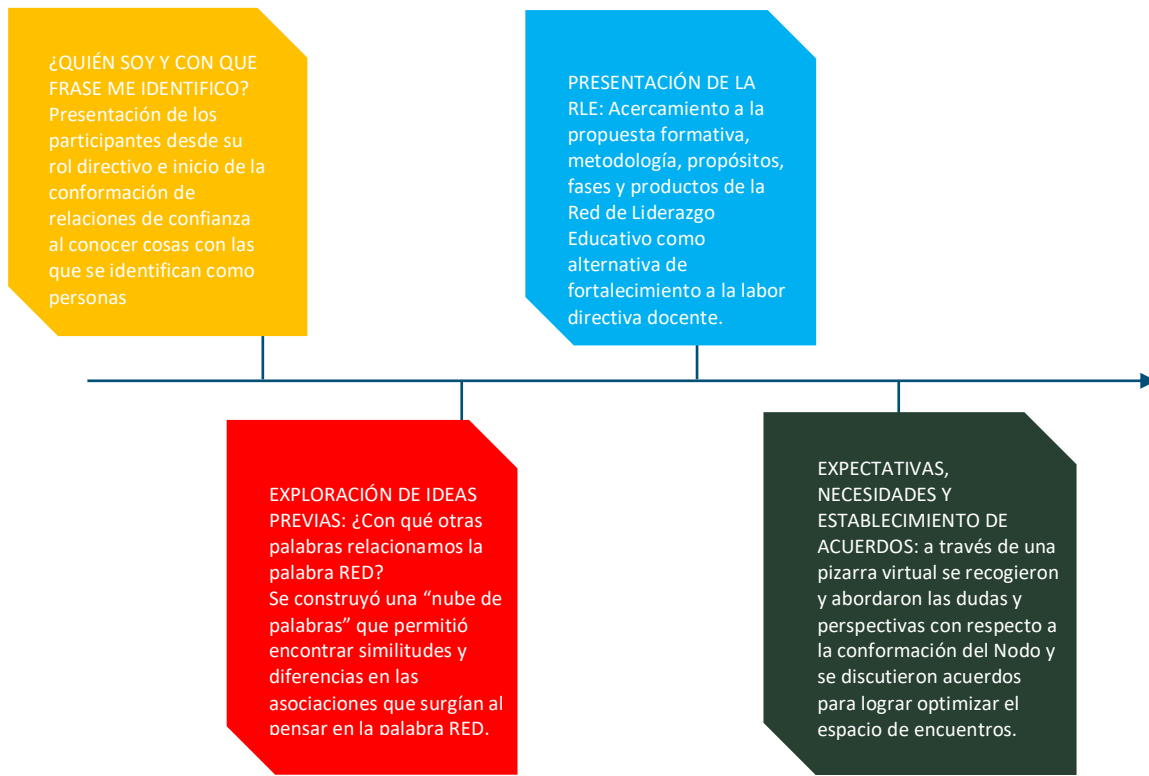 ¿QUIÉN SOY Y CON QUE
FRASE ME IDENTIFICO?
Presentación de los
participantes desde su
rol directivo e inicio de la
conformación de
relaciones de confianza
al conocer cosas con las
que se identifican como
personas
EXPLORACIÓN DE IDEAS
PREVIAS: ¿Con qué otras
palabras relacionamos la
palabra RED?
Se construyó una “nube de
palabras” que permitió
encontrar similitudes y
diferencias en las
asociaciones que surgían al
pensar en la palabra RED.
PRESENTACIÓN DE LA
RLE: Acercamiento a la
propuesta formativa,
metodología, propósitos,
fases y productos de la
Red de Liderazgo
Educativo como
alternativa de
fortalecimiento a la labor
directiva docente.
EXPECTATIVAS,
NECESIDADES Y
ESTABLECIMIENTO DE
ACUERDOS: a través de una
pizarra virtual se recogieron
y abordaron las dudas y
perspectivas con respecto a
la conformación del Nodo y
se discutieron acuerdos
para lograr optimizar el
espacio de encuentros.